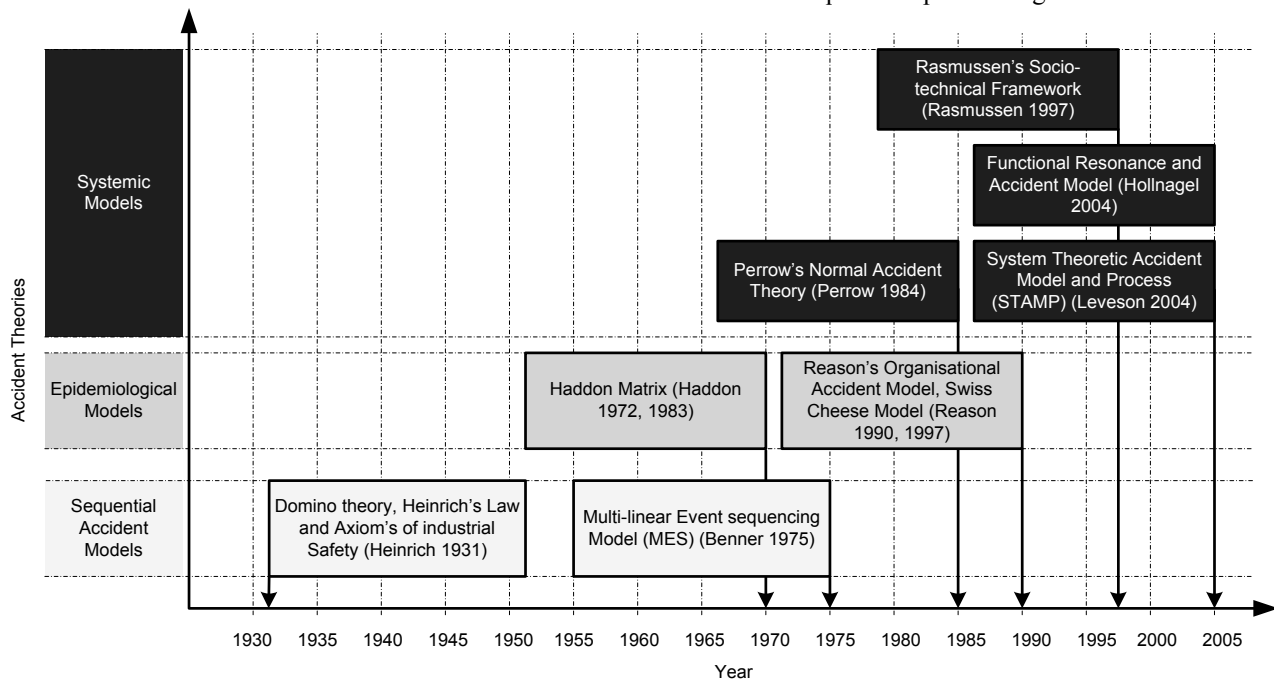 Systemic
Models
Rasmussen's Socio-
technical Framework
(Rasmussen 1997)
Functional Resonance and
Accident Model (Hollnagel
2004)
Perrow's Normal Accident
Theory (Perrow 1984)
System Theoretic Accident
Model and Process
(STAMP) (Leveson 2004)
Accident Theories
Epidemiological
Models
Haddon Matrix (Haddon
1972, 1983)
Reason's Organisational
Accident Model, Swiss
Cheese Model (Reason
1990, 1997)
Sequential
Accident
Models
Domino theory, Heinrich's Law
and Axiom's of industrial
Safety (Heinrich 1931)
Multi-linear Event sequencing
Model (MES) (Benner 1975)
1930 1935 1940 1945 1950 1955 1960 1965 1970 1975 1980 1985 1990 1995 2000 2005
Year